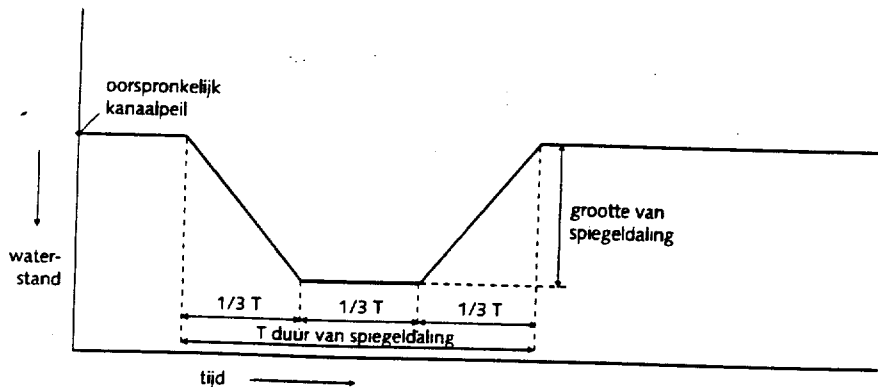 oorspronkelijk
kanaalpeil
grootte van
spiegeldaling
water-
stand
1/3 T
1/3 T
1/3 T
T duur van spiegeldaling
tijd